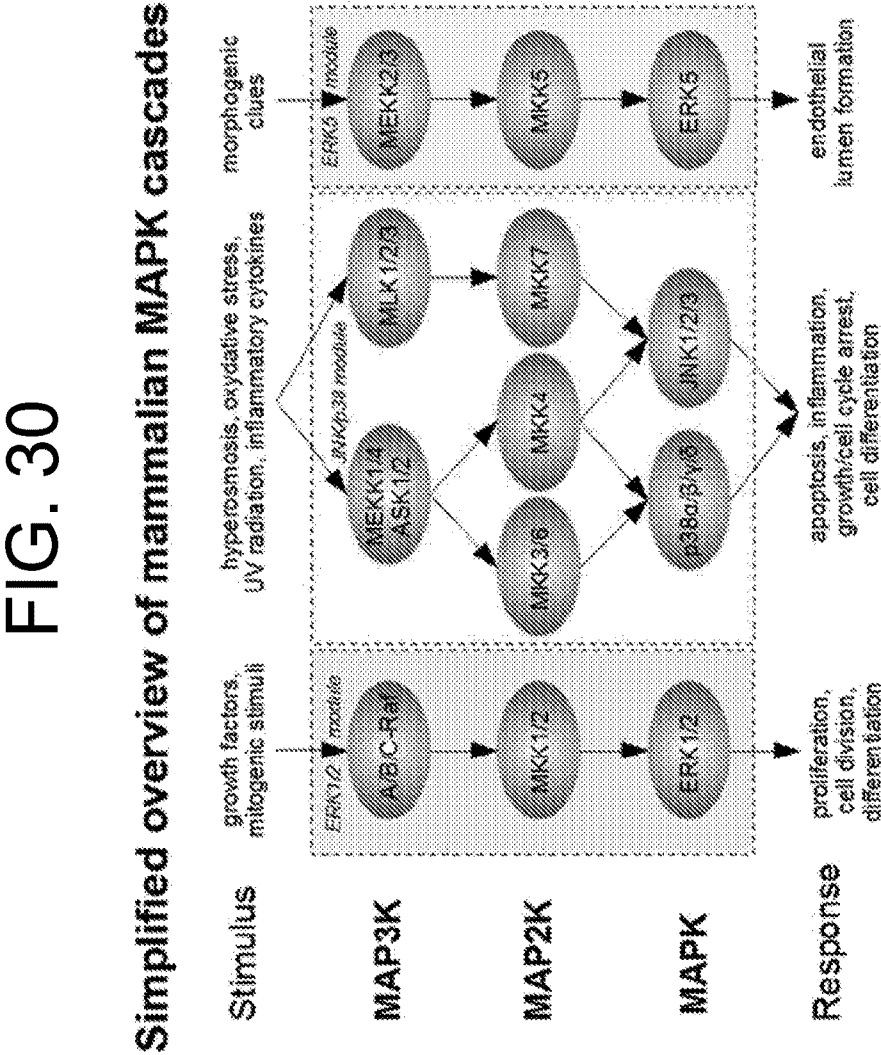 FIG. 30
Simplified overview of mammalian MAPK cascades
Stimulus
growth factors,
mitogenic stimuli
hyperosmosis, oxydative stress,
UV radiation, inflammatory cytokines
morphogenic
clues
ERK1/2 module
JNK/p38 module
ERK5 module
MAP3K
A/B/C-Raf
MEKK1/4
ASK1/2
MLK1/2/3
MEKK2/3
MAP2K
MKK1/2
MKK3/6
MKK4
MKK7
MKK5
MAPK
ERK1/2
p38α/β/γ/δ
JNK1/2/3
ERK5
Response
proliferation,
cell division,
differentiation
apoptosis, inflammation,
growth/cell cycle arrest,
cell differentiation
endothelial
lumen formation